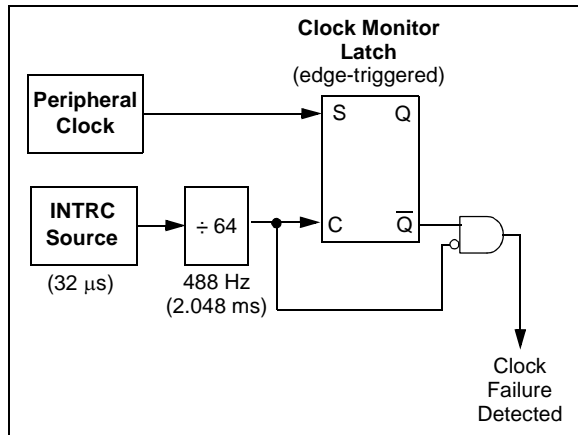 Clock Monitor
Latch
(edge-triggered)
Peripheral
Clock
S Q
INTRC
Source
(32 μs)
÷ 64
488 Hz
(2.048 ms)
C Q̅
Clock
Failure
Detected